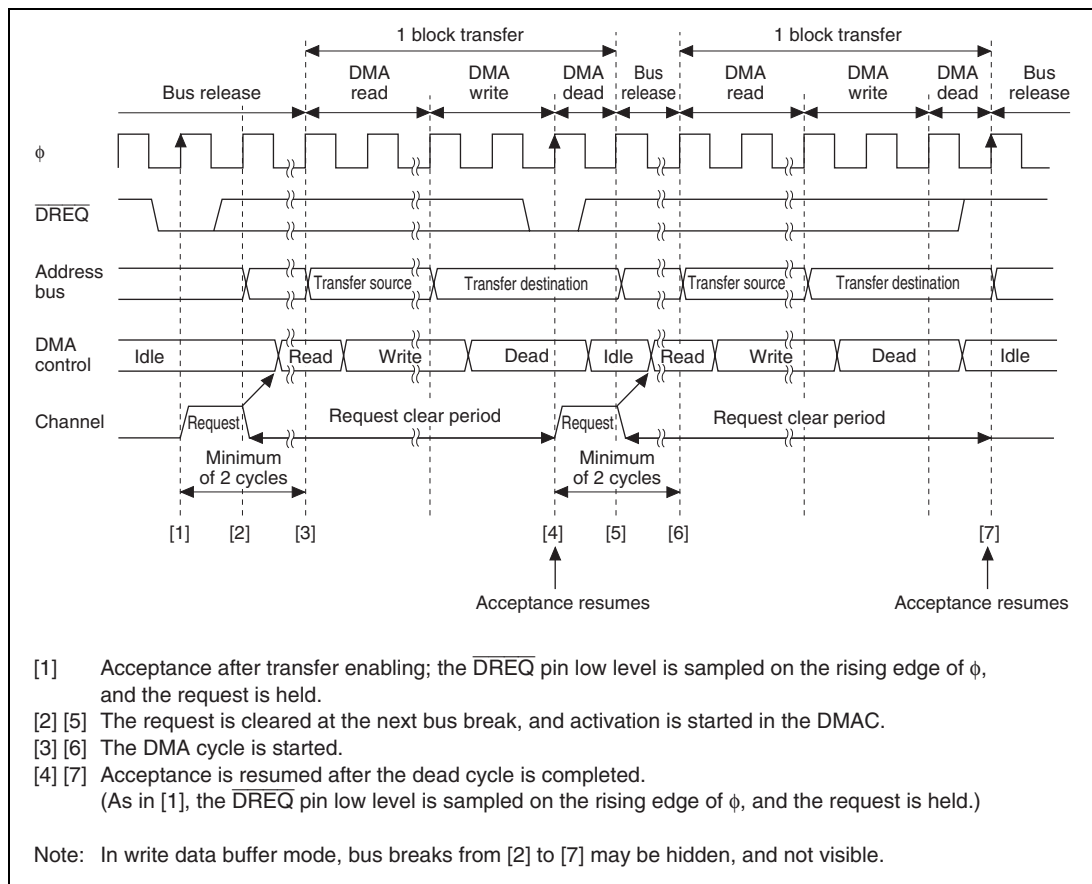 1 block transfer 1 block transfer
Bus release DMA read DMA write DMA dead Bus release DMA read DMA write DMA dead Bus release
ϕ
DREQ
Address bus Transfer source Transfer destination Transfer source Transfer destination
DMA control Idle Read Write Dead Idle Read Write Dead Idle
Channel Request Request clear period Request Request clear period
Minimum of 2 cycles Minimum of 2 cycles
[1] [2] [3] [4] [5] [6] [7]
Acceptance resumes Acceptance resumes
[1] Acceptance after transfer enabling; the DREQ pin low level is sampled on the rising edge of ϕ,
and the request is held.
[2] [5] The request is cleared at the next bus break, and activation is started in the DMAC.
[3] [6] The DMA cycle is started.
[4] [7] Acceptance is resumed after the dead cycle is completed.
(As in [1], the DREQ pin low level is sampled on the rising edge of ϕ, and the request is held.)
Note: In write data buffer mode, bus breaks from [2] to [7] may be hidden, and not visible.